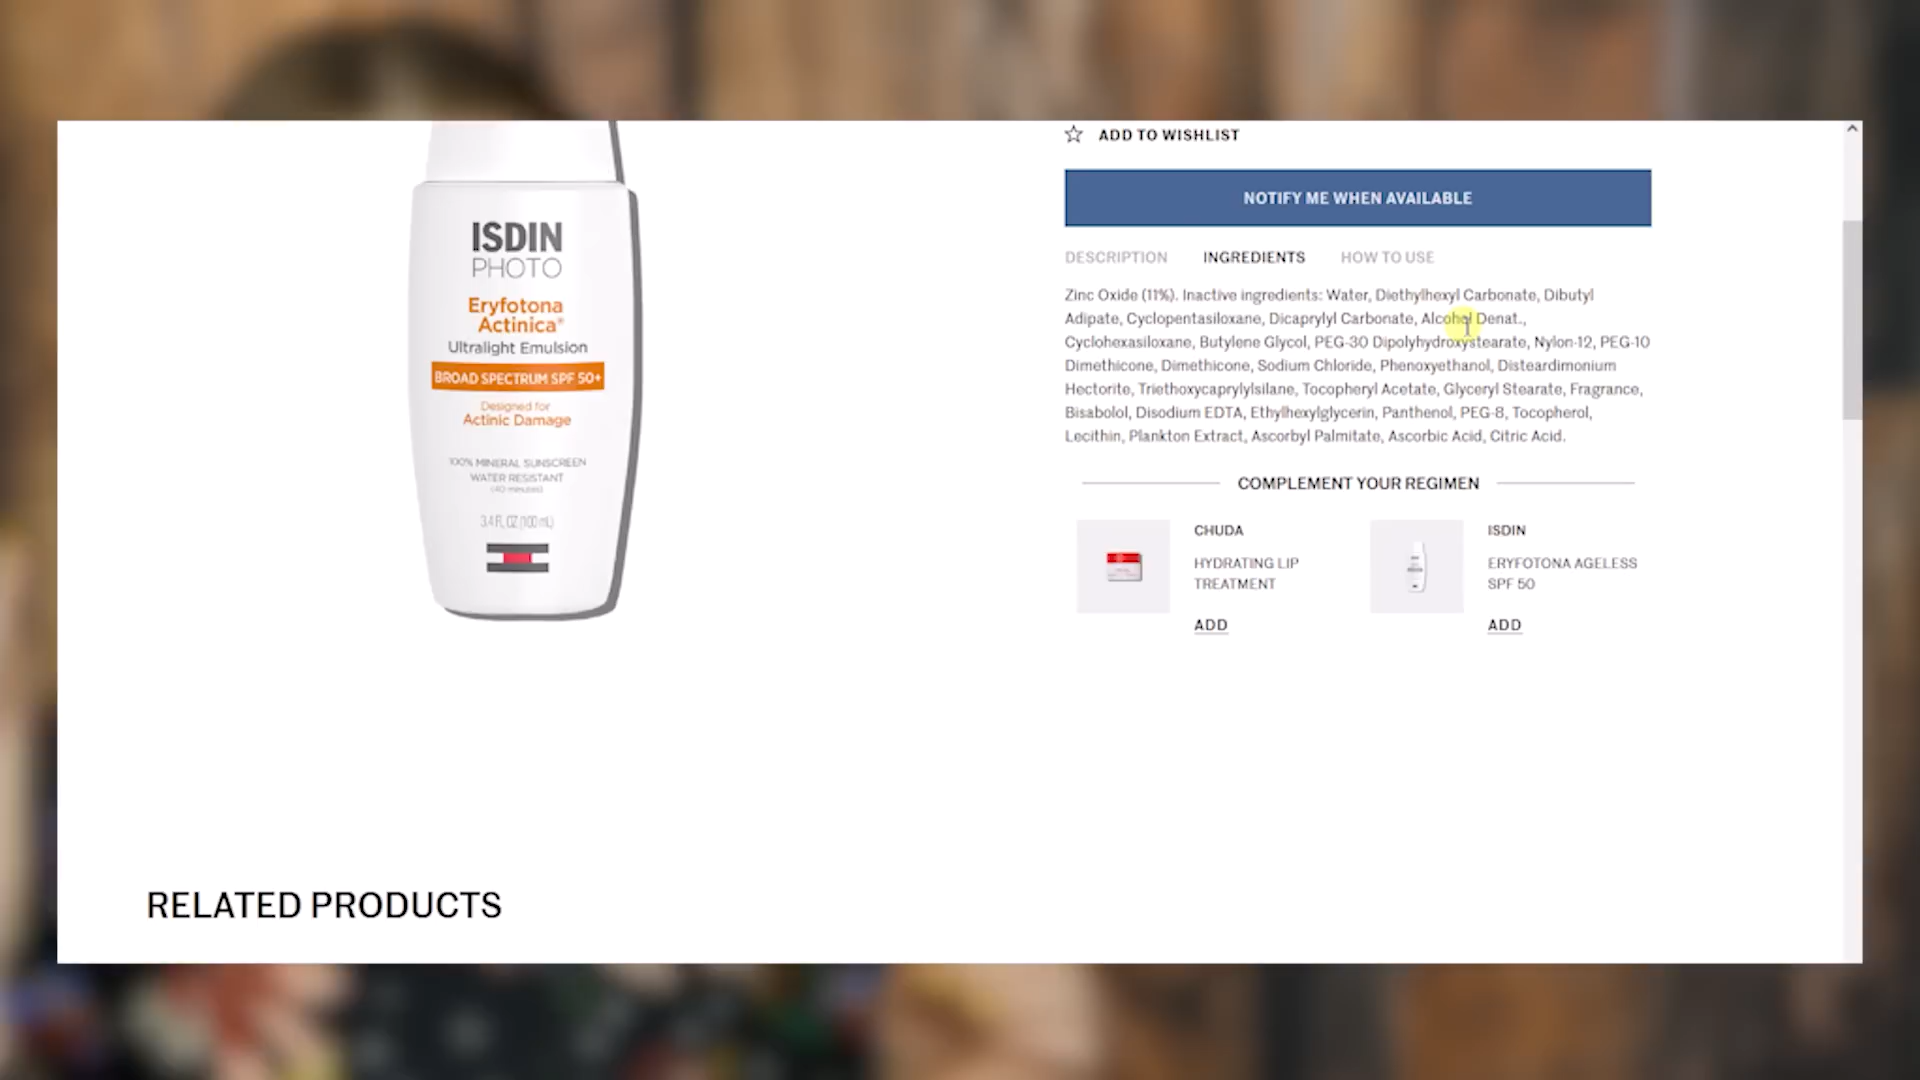 ISDIN
PHOTO
Eryfotona
Actinica®
Ultralight Emulsion
BROAD SPECTRUM SPF 50+
Designed for
Actinic Damage
100% MINERAL SUNSCREEN
WATER RESISTANT
(40 minutes)
3.4 FL OZ (100 mL)
ADD TO WISHLIST
NOTIFY ME WHEN AVAILABLE
DESCRIPTION INGREDIENTS HOW TO USE
Zinc Oxide (11%). Inactive ingredients: Water, Diethylhexyl Carbonate, Dibutyl
Adipate, Cyclopentasiloxane, Dicaprylyl Carbonate, Alcohol Denat.,
Cyclohexasiloxane, Butylene Glycol, PEG-30 Dipolyhydroxystearate, Nylon-12, PEG-10
Dimethicone, Dimethicone, Sodium Chloride, Phenoxyethanol, Disteardimonium
Hectorite, Triethoxycaprylylsilane, Tocopheryl Acetate, Glyceryl Stearate, Fragrance,
Bisabolol, Disodium EDTA, Ethylhexylglycerin, Panthenol, PEG-8, Tocopherol,
Lecithin, Plankton Extract, Ascorbyl Palmitate, Ascorbic Acid, Citric Acid.
COMPLEMENT YOUR REGIMEN
CHUDA
HYDRATING LIP
TREATMENT
ADD
ISDIN
ERYFOTONA AGELESS
SPF 50
ADD
RELATED PRODUCTS